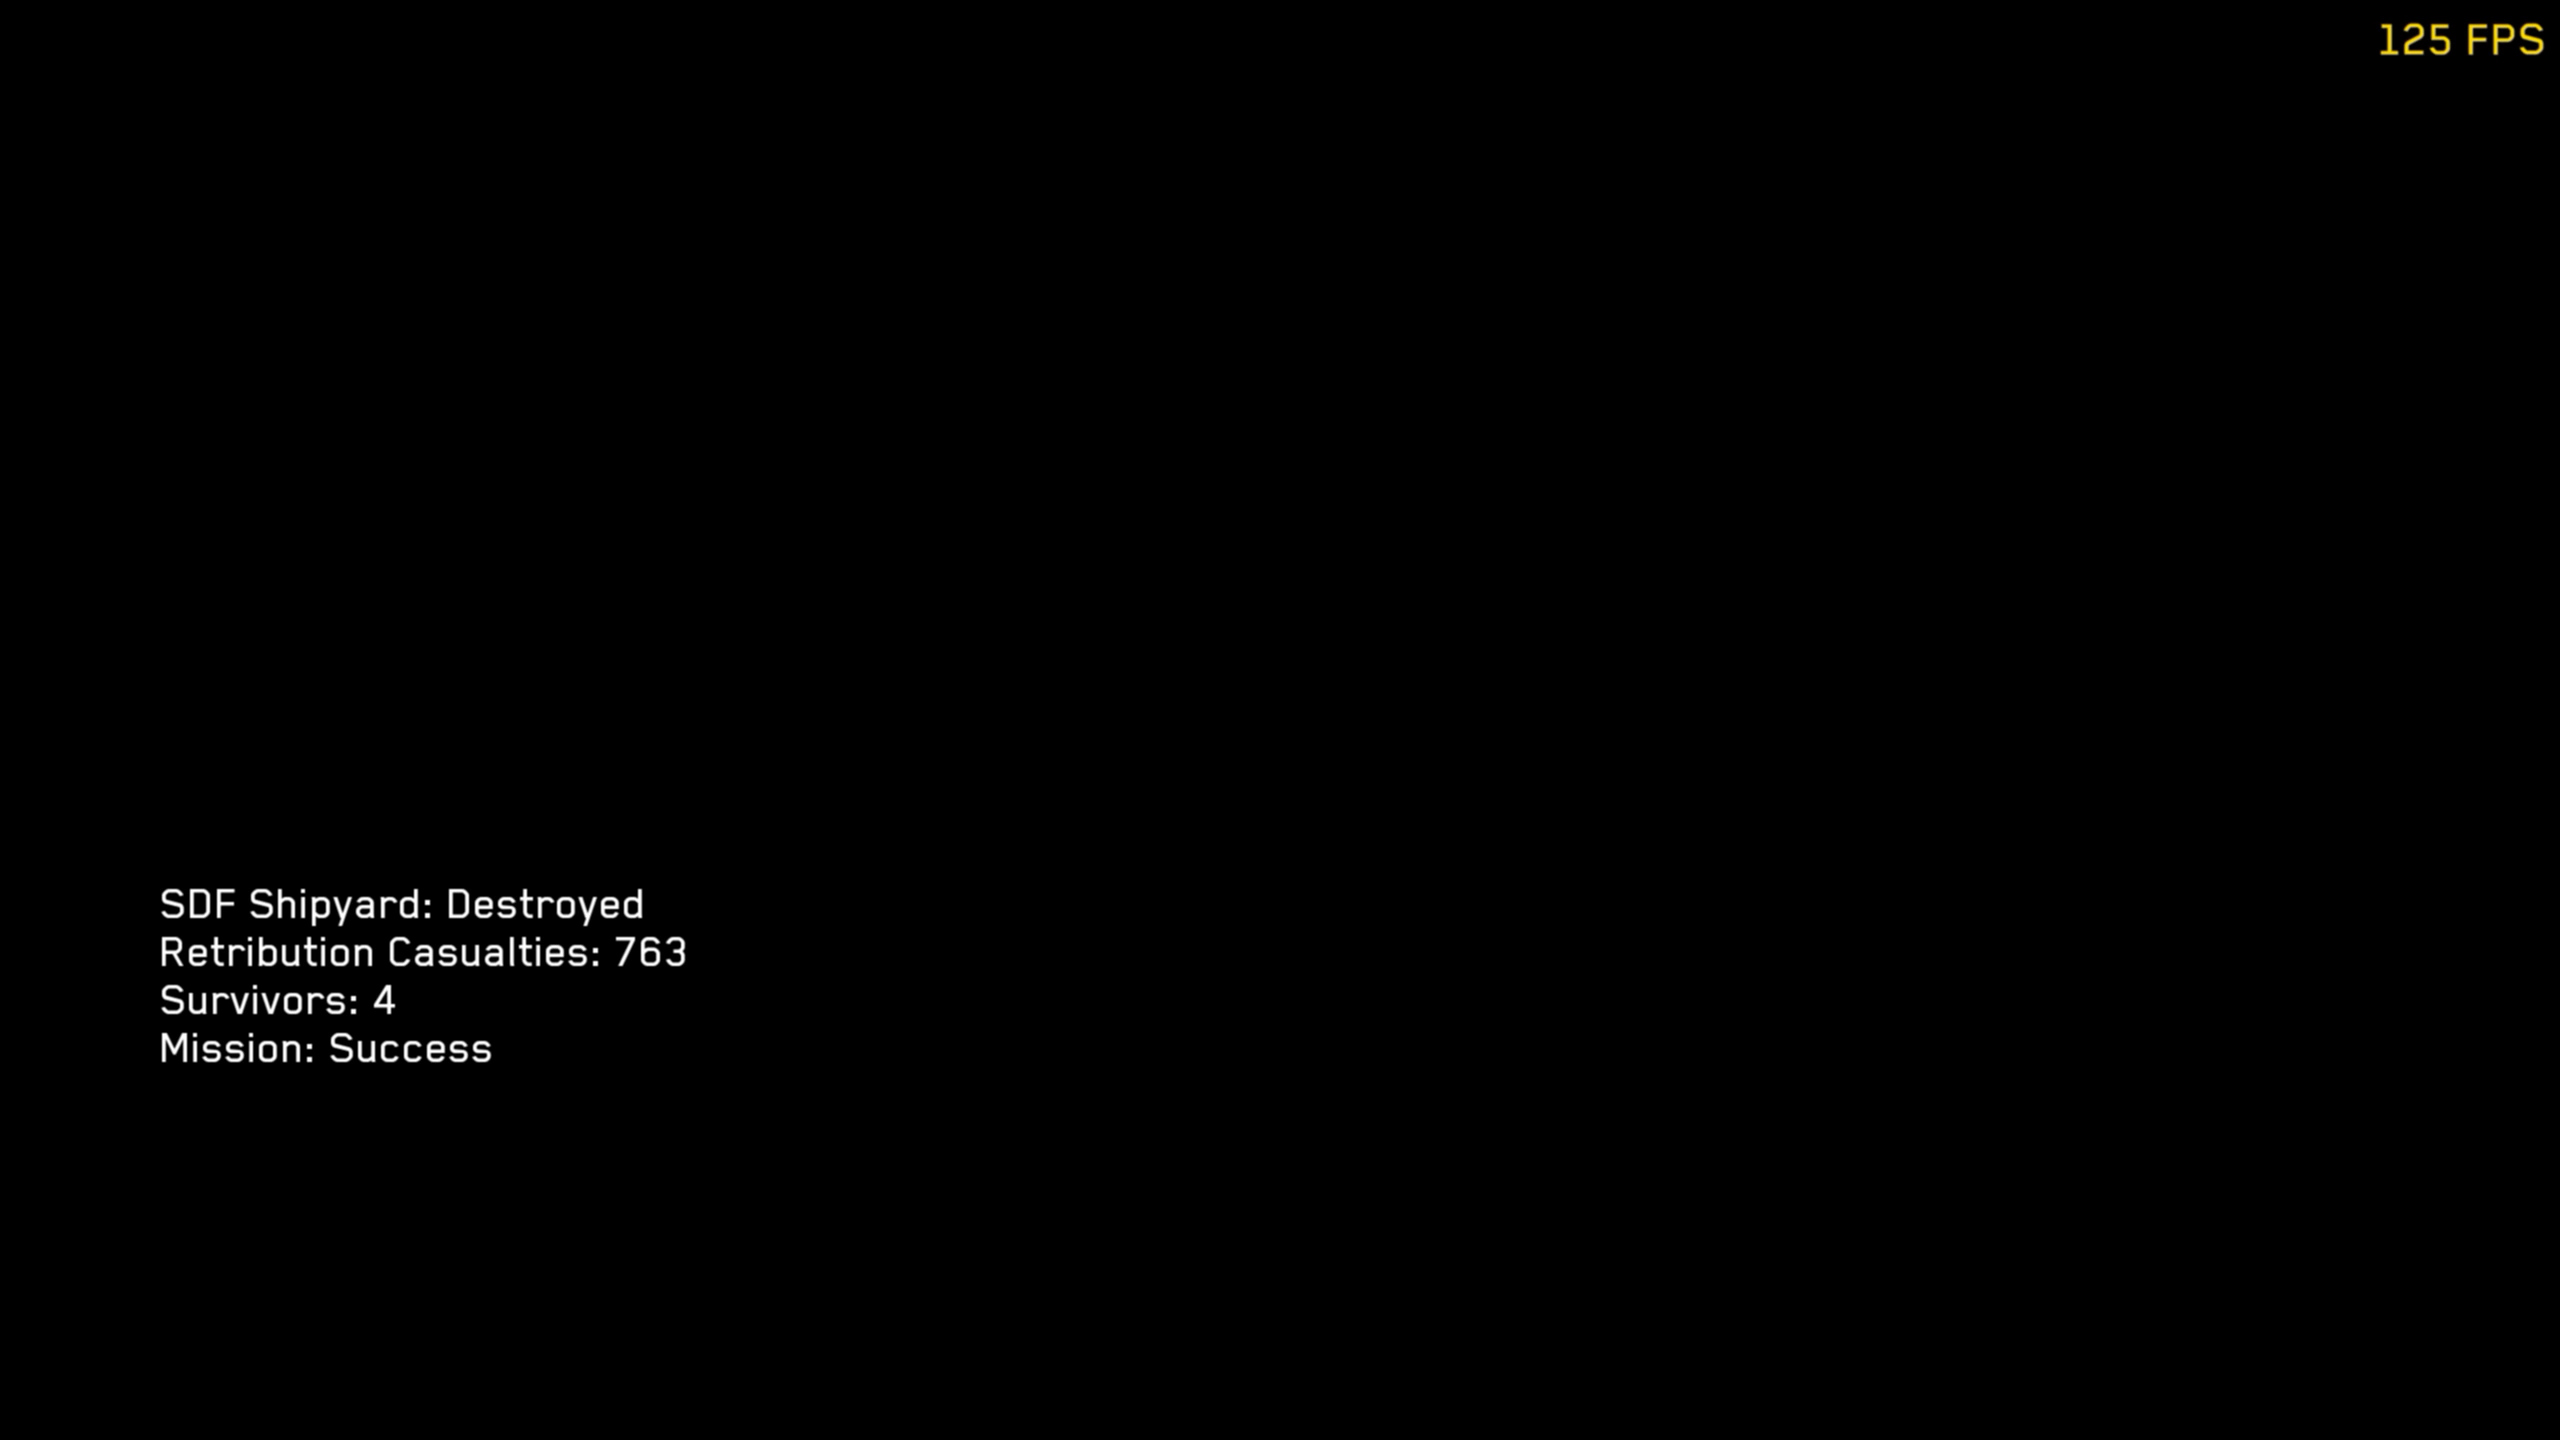 125 FPS
SDF Shipyard: Destroyed
Retribution Casualties: 763
Survivors: 4
Mission: Success